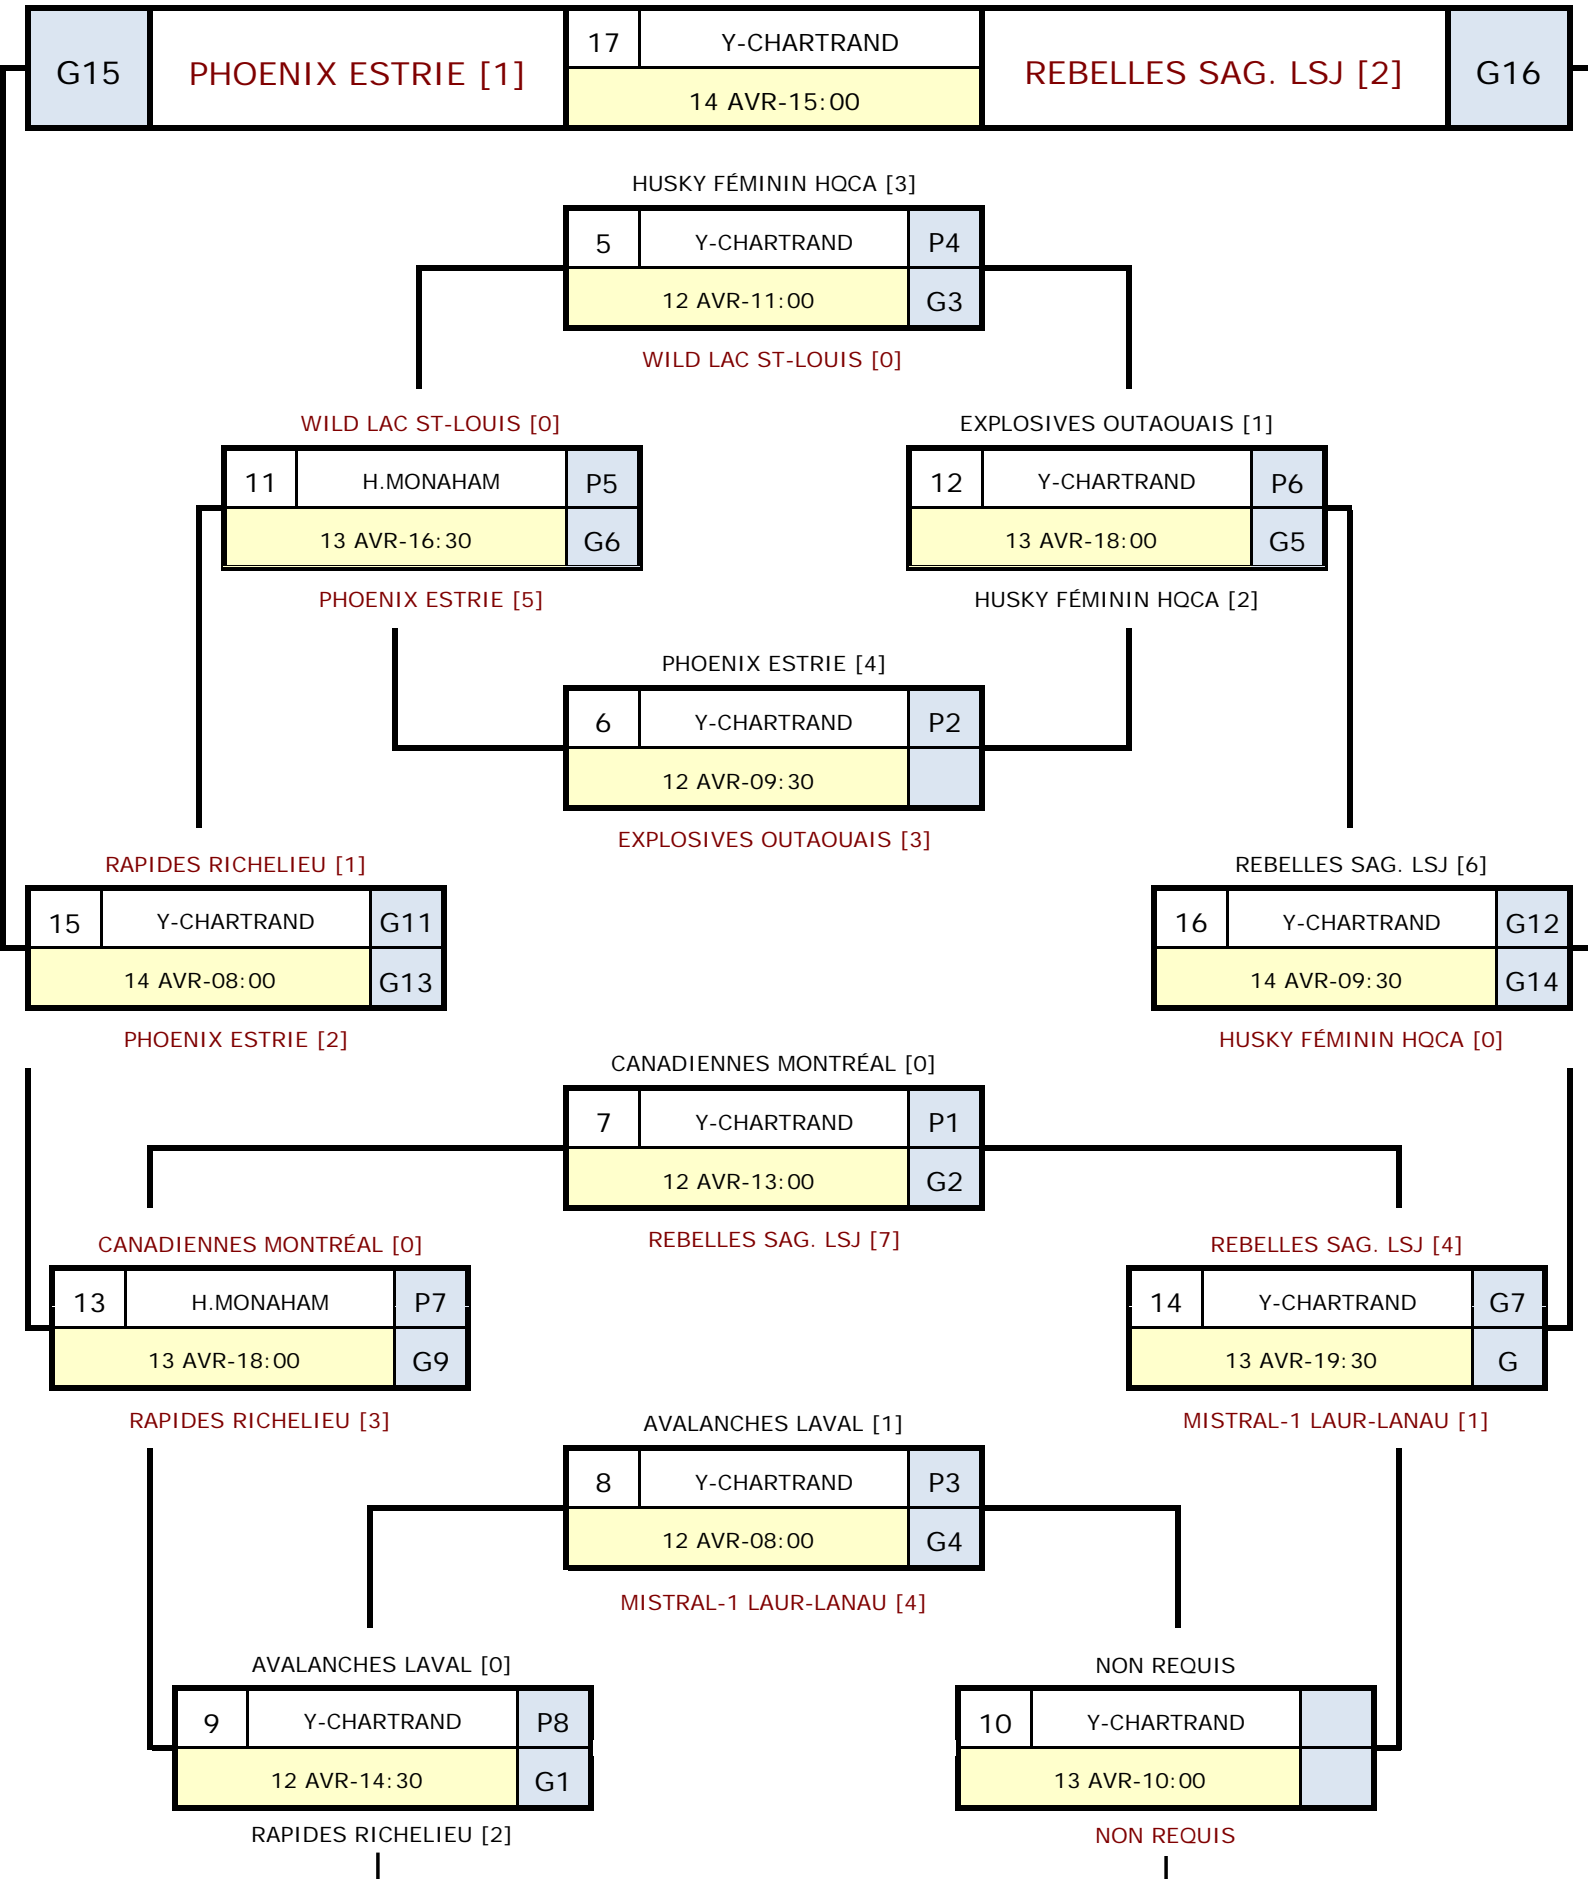 G15 PHOENIX ESTRIE [1] 17 Y-CHARTRAND REBELLES SAG. LSJ [2] G16
14 AVR-15:00
HUSKY FÉMININ HQCA [3]
5 Y-CHARTRAND P4
12 AVR-11:00 G3
WILD LAC ST-LOUIS [0]
WILD LAC ST-LOUIS [0] EXPLOSIVES OUTAOUAIS [1]
11 H.MONAHAM P5 12 Y-CHARTRAND P6
13 AVR-16:30 G6 13 AVR-18:00 G5
PHOENIX ESTRIE [5] HUSKY FÉMININ HQCA [2]
PHOENIX ESTRIE [4]
6 Y-CHARTRAND P2
12 AVR-09:30
EXPLOSIVES OUTAOUAIS [3]
RAPIDES RICHELIEU [1] REBELLES SAG. LSJ [6]
15 Y-CHARTRAND G11 16 Y-CHARTRAND G12
14 AVR-08:00 G13 14 AVR-09:30 G14
PHOENIX ESTRIE [2] HUSKY FÉMININ HQCA [0]
CANADIENNES MONTRÉAL [0]
7 Y-CHARTRAND P1
12 AVR-13:00 G2
REBELLES SAG. LSJ [7]
CANADIENNES MONTRÉAL [0] REBELLES SAG. LSJ [4]
13 H.MONAHAM P7 14 Y-CHARTRAND G7
13 AVR-18:00 G9 13 AVR-19:30 G
RAPIDES RICHELIEU [3] MISTRAL-1 LAUR-LANAU [1]
AVALANCHES LAVAL [1]
8 Y-CHARTRAND P3
12 AVR-08:00 G4
MISTRAL-1 LAUR-LANAU [4]
AVALANCHES LAVAL [0] NON REQUIS
9 Y-CHARTRAND P8 10 Y-CHARTRAND
12 AVR-14:30 G1 13 AVR-10:00
RAPIDES RICHELIEU [2] NON REQUIS